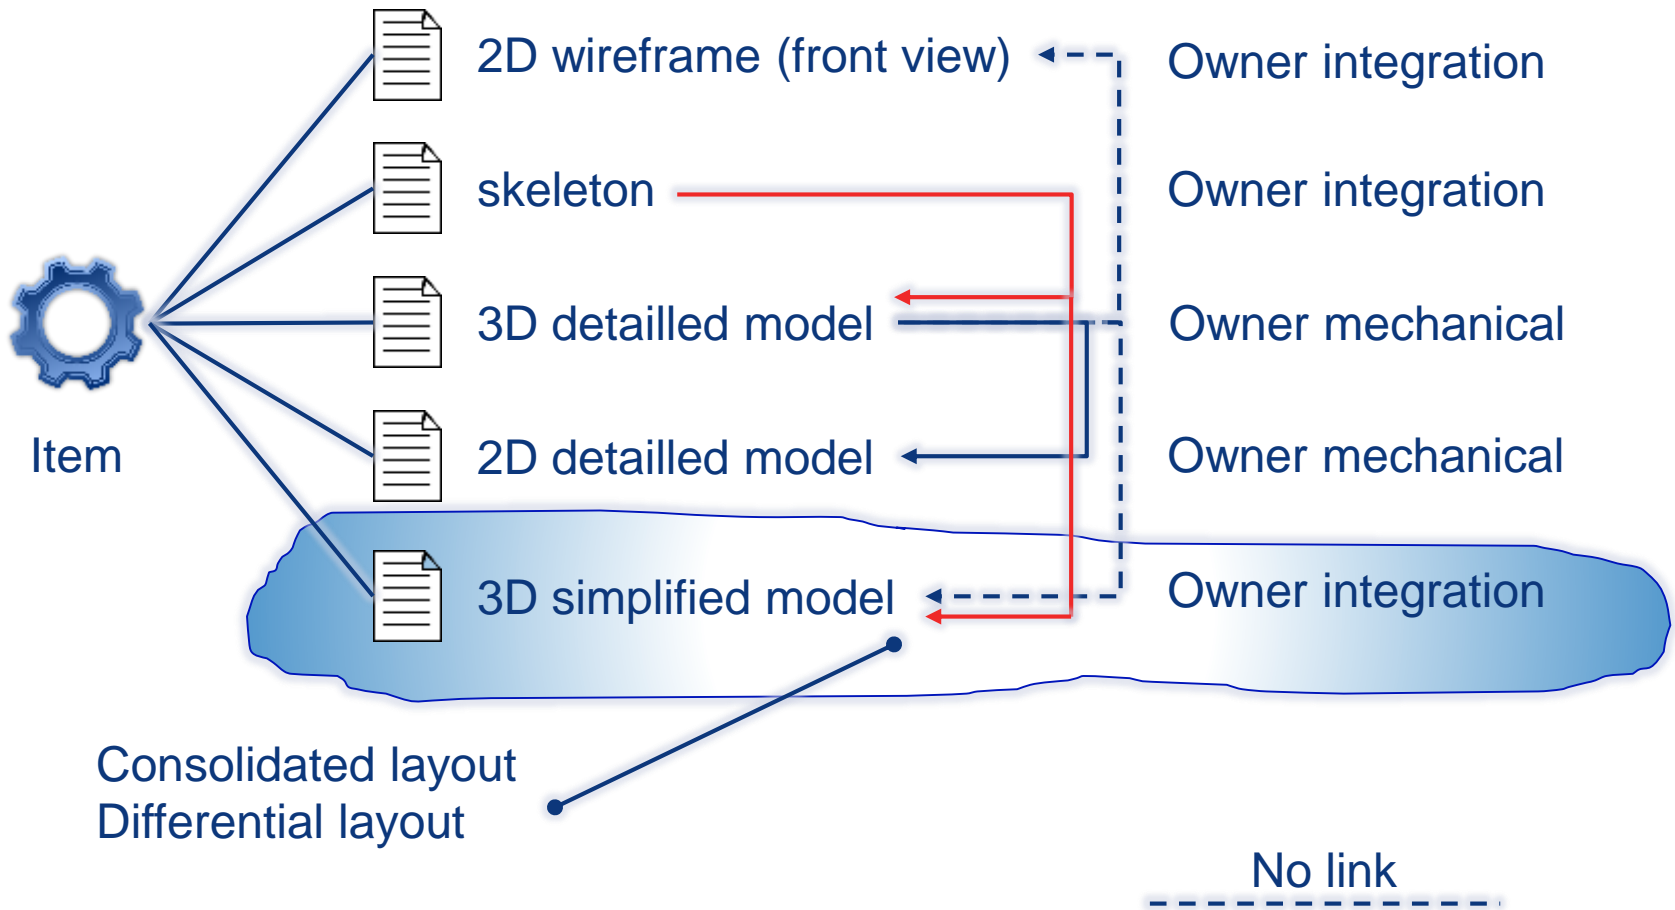 2D wireframe (front view)
Owner integration
skeleton
Owner integration
3D detailled model
Owner mechanical
Item
2D detailled model
Owner mechanical
3D simplified model
Owner integration
Consolidated layout
Differential layout
No link